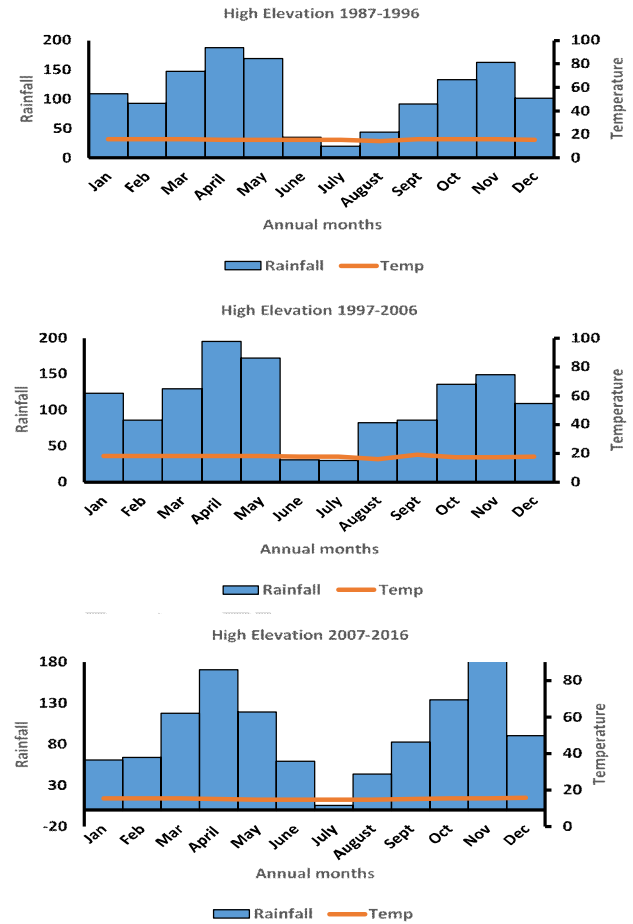 High Elevation 1987-1996
200
150
100
50
0
100
80
60
40
20
0
Rainfall
Temperature
Jan Feb Mar April May June July August Sept Oct Nov Dec
Annual months
Rainfall Temp
High Elevation 1997-2006
200
150
100
50
0
100
80
60
40
20
0
Rainfall
Temperature
Jan Feb Mar April May June July August Sept Oct Nov Dec
Annual months
Rainfall Temp
High Elevation 2007-2016
180
130
80
30
-20
80
60
40
20
0
Rainfall
Temperature
Jan Feb Mar April May June July August Sept Oct Nov Dec
Annual months
Rainfall Temp